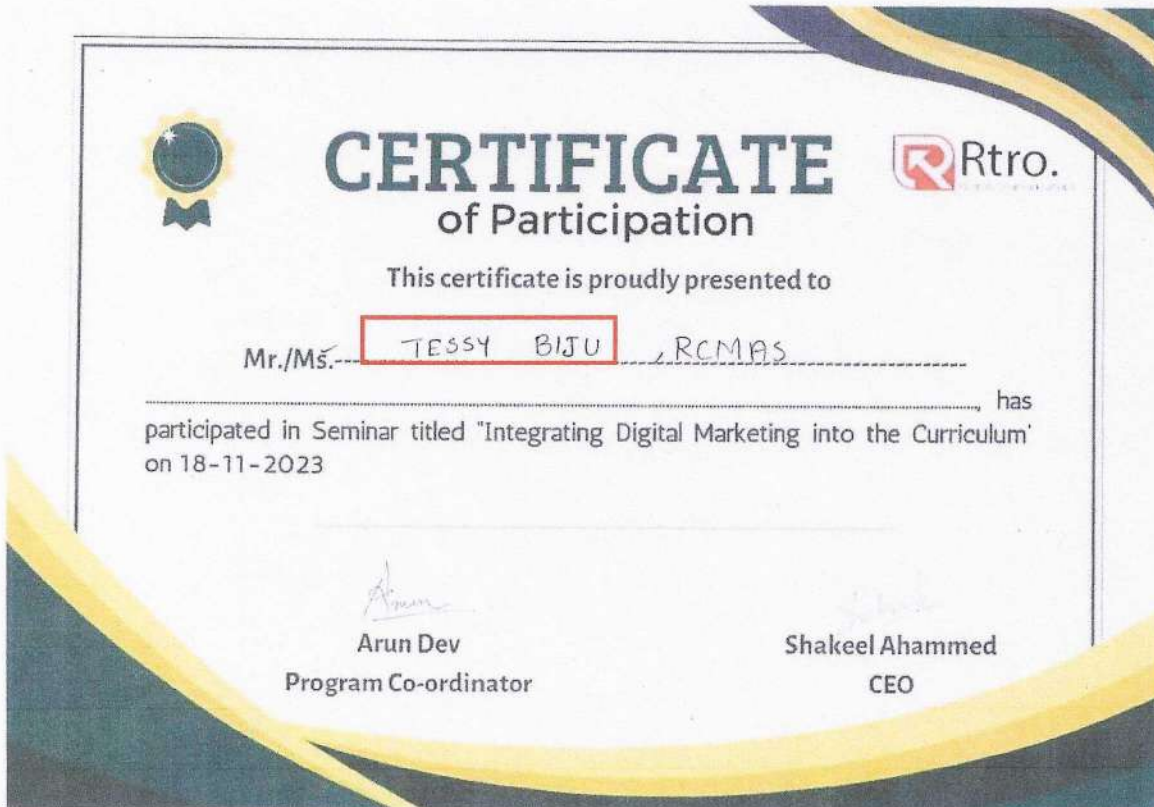 CERTIFICATE
Rtro.
of Participation
This certificate is proudly presented to
Mr./Ms. TESSY BIJU , RCMAS
, has
participated in Seminar titled "Integrating Digital Marketing into the Curriculum'
on 18-11-2023
Arun Dev
Shakeel Ahammed
Program Co-ordinator
CEO